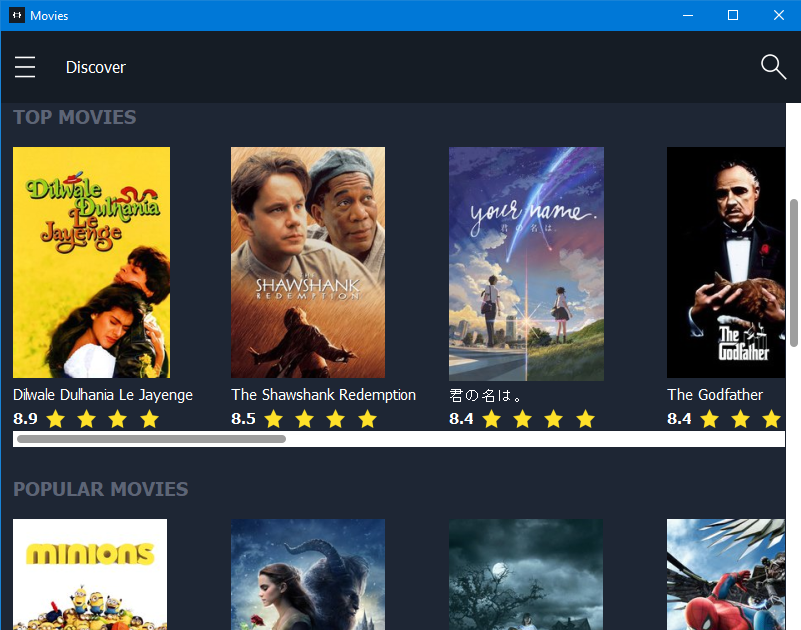 Movies
Discover
TOP MOVIES
Dilwale
Dulhania
Le
Jayenge
THE
SHAWSHANK
REDEMPTION
your name.
君の名は。
The
Godfather
Dilwale Dulhania Le Jayenge
The Shawshank Redemption
君の名は。
The Godfather
8.9
8.5
8.4
8.4
POPULAR MOVIES
minions